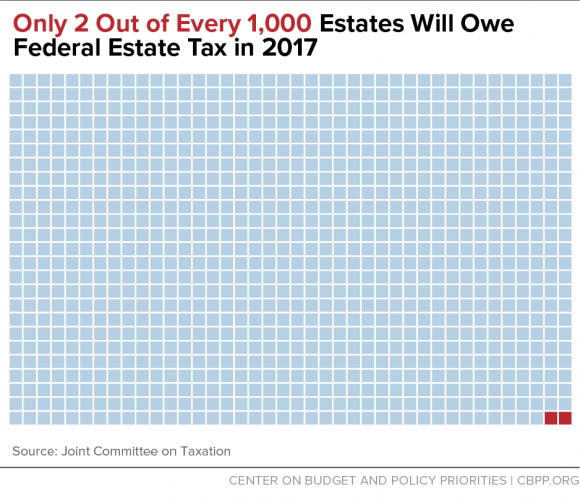 Only 2 Out of Every 1,000 Estates Will Owe
Federal Estate Tax in 2017
Source: Joint Committee on Taxation
CENTER ON BUDGET AND POLICY PRIORITIES | CBPP.ORG